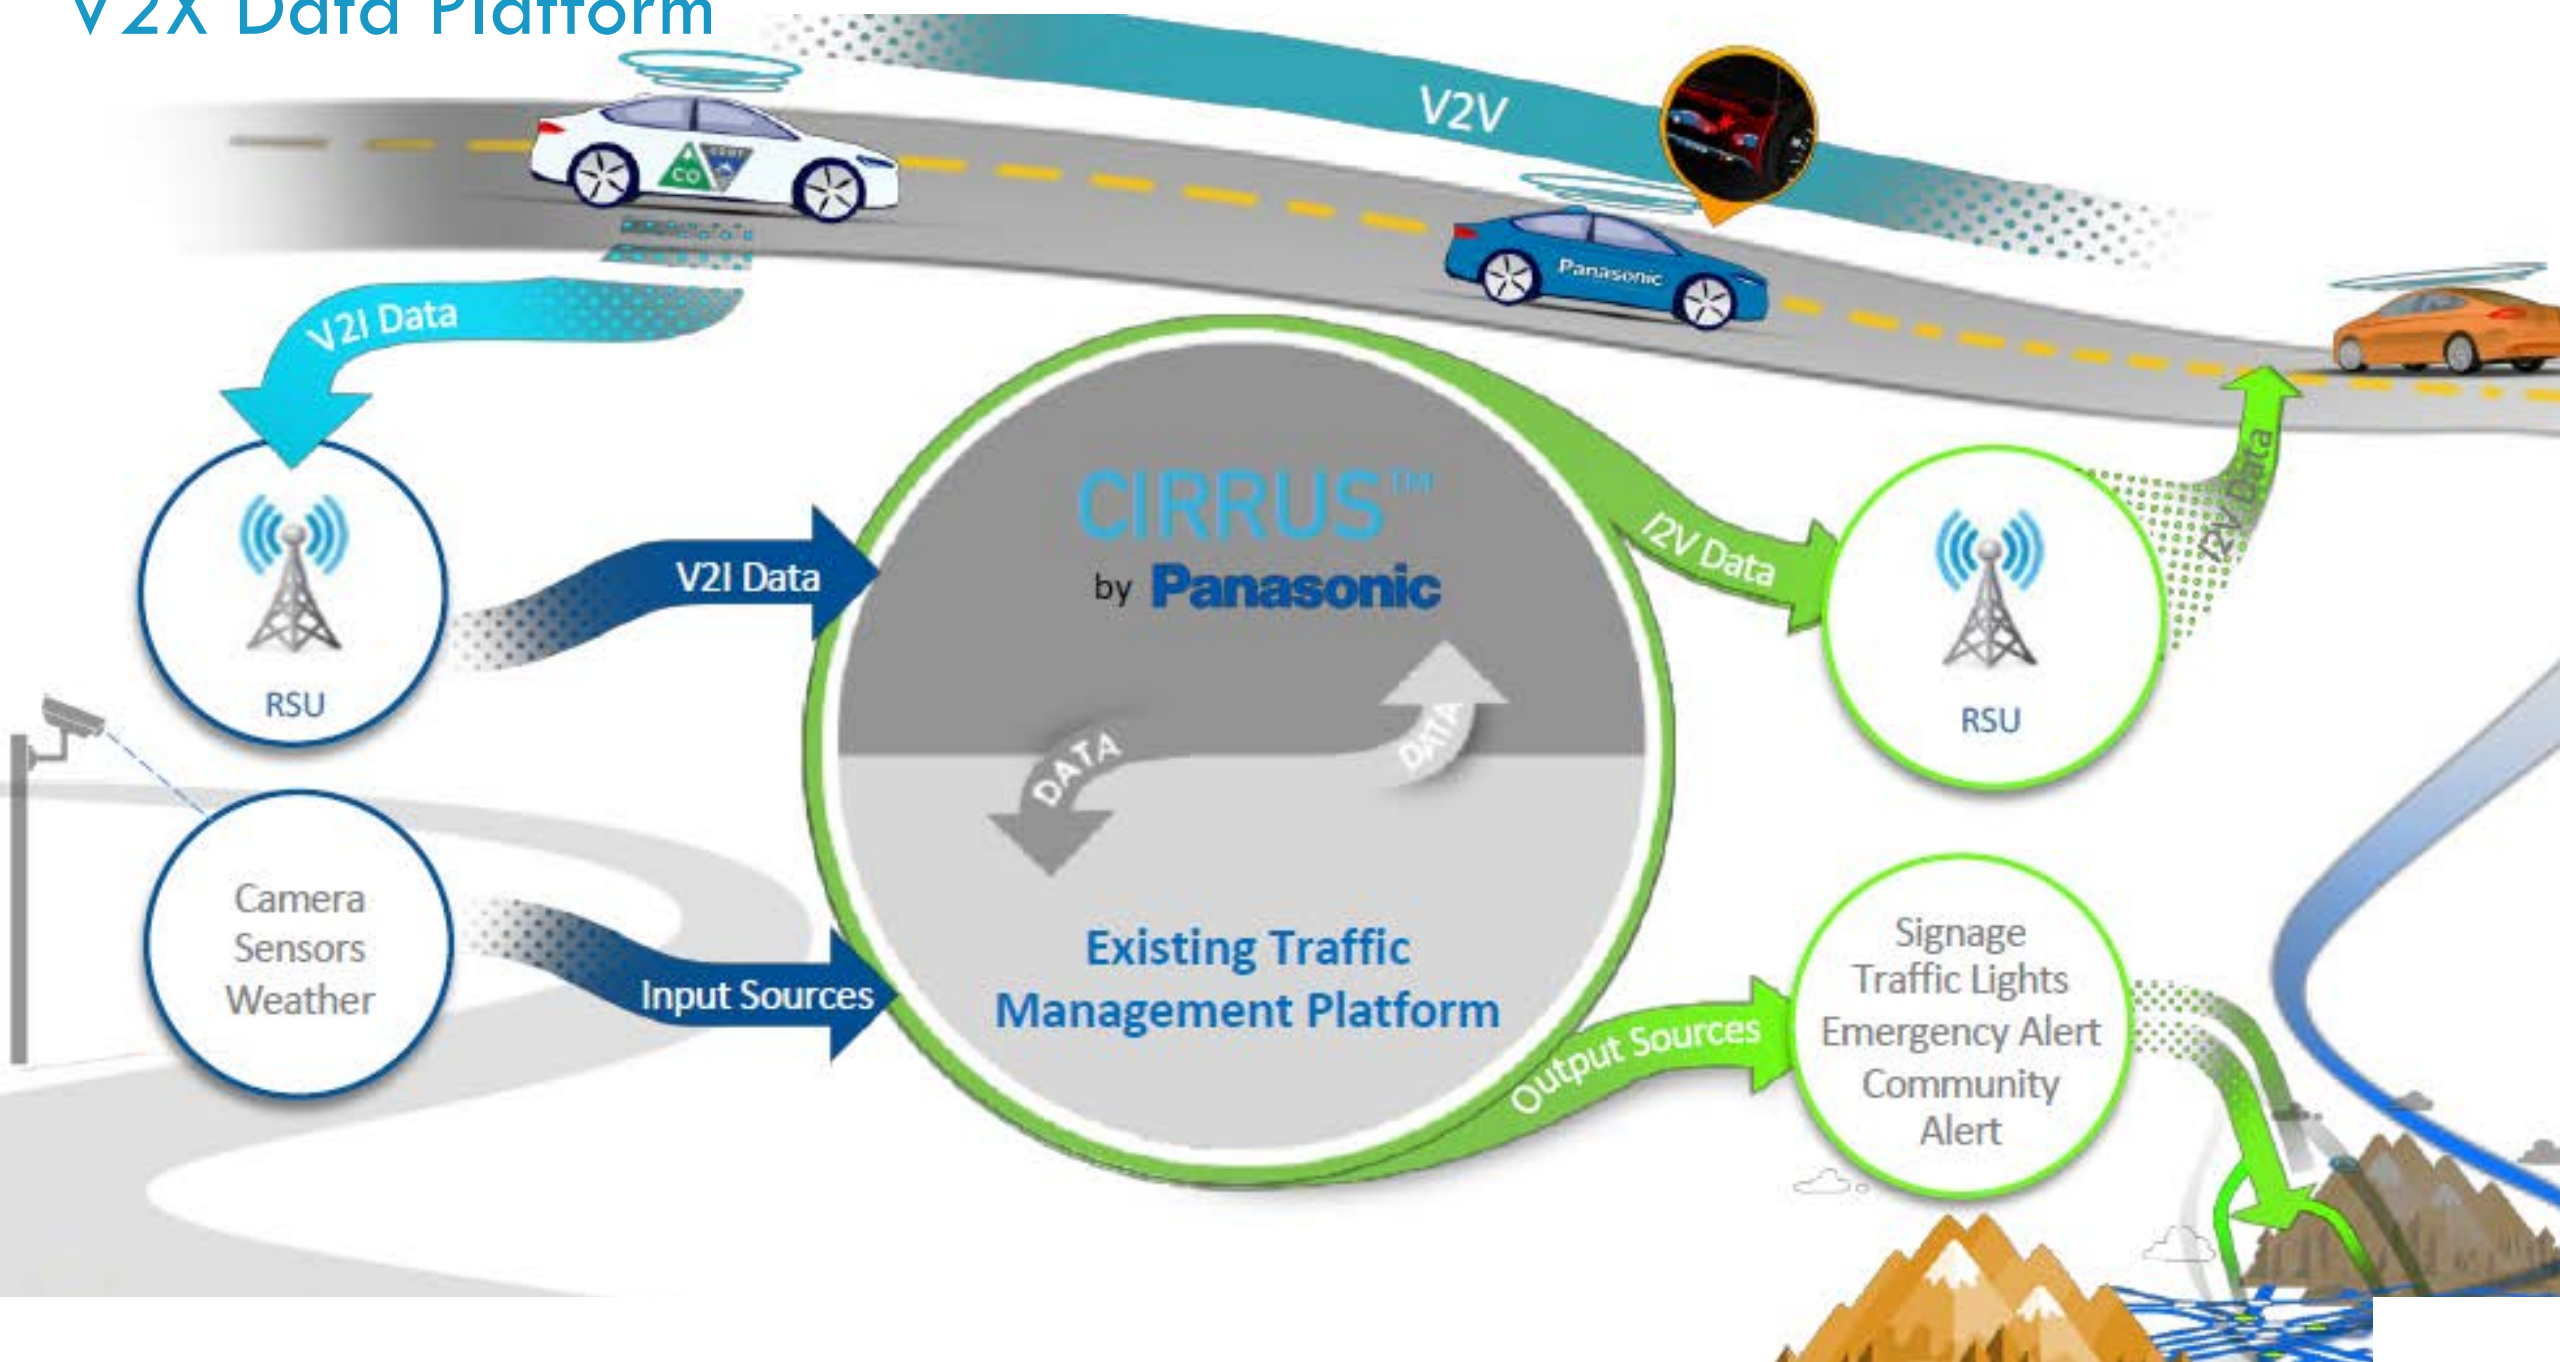 V2X Data Platform
V2V
CO
CDOT
Panasonic
V2I Data
CIRRUS™
by Panasonic
I2V Data
I2V Data
V2I Data
RSU
RSU
DATA
DATA
Camera
Sensors
Weather
Input Sources
Existing Traffic
Management Platform
Output Sources
Signage
Traffic Lights
Emergency Alert
Community
Alert